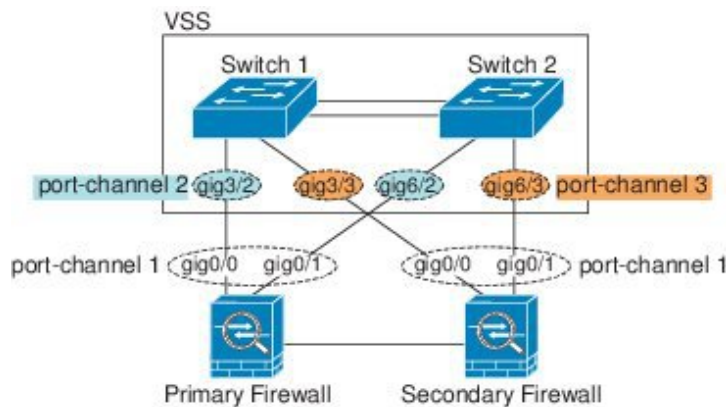 VSS
Switch 1
Switch 2
port-channel 2
gig3/2
gig3/3
gig6/2
gig6/3
port-channel 3
port-channel 1
gig0/0
gig0/1
gig0/0
gig0/1
port-channel 1
Primary Firewall
Secondary Firewall